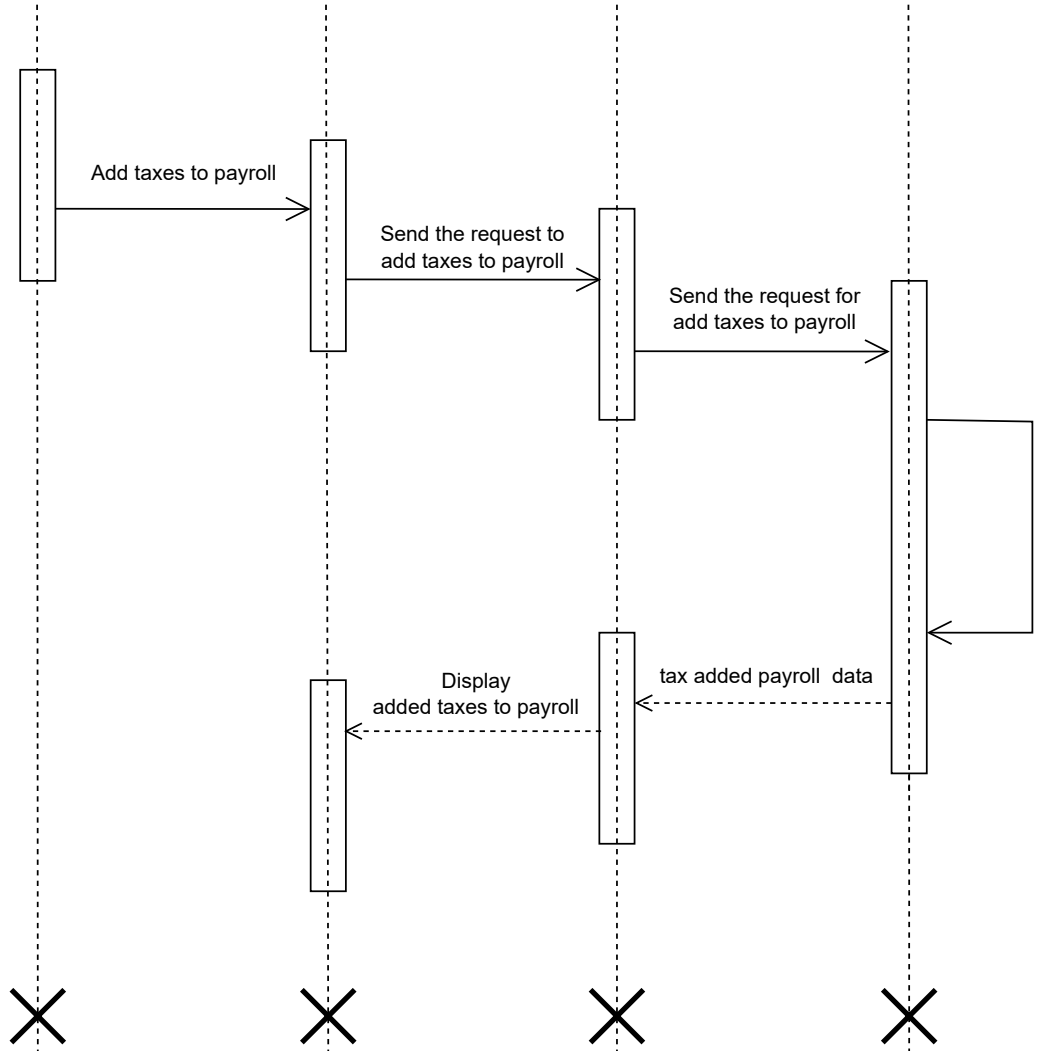 Add taxes to payroll
Send the request to
add taxes to payroll
Send the request for
add taxes to payroll
tax added payroll  data
Display
added taxes to payroll